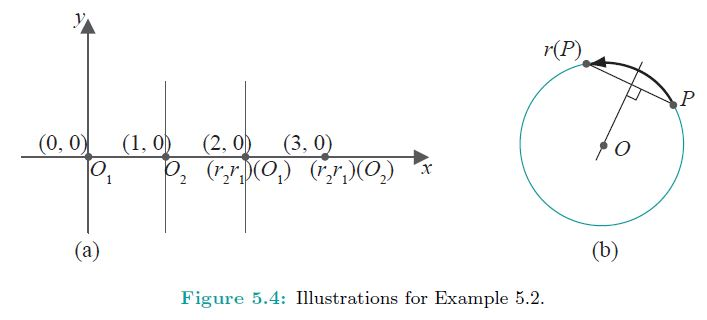 y
r(P)
P
(0, 0) (1, 0) (2, 0) (3, 0)
O
O₁ O₂ (r₂r₁)(O₁) (r₂r₁)(O₂) x
(a) (b)
Figure 5.4: Illustrations for Example 5.2.